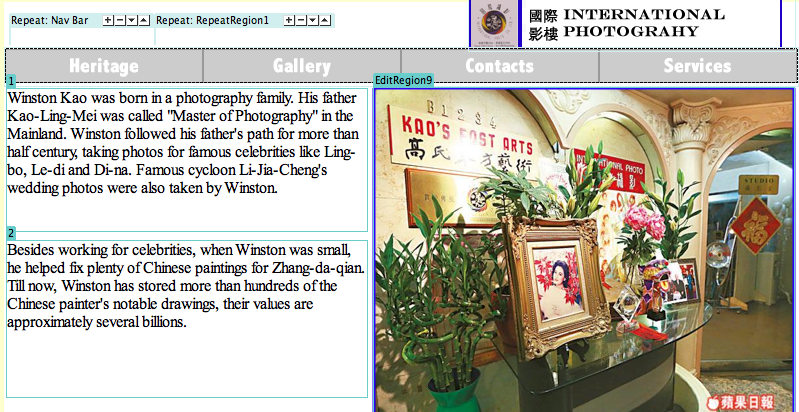 Repeat: Nav Bar
Repeat: RepeatRegion1
國際 INTERNATIONAL
影樓 PHOTOGRAHY
Heritage
Gallery
Contacts
Services
1
Winston Kao was born in a photography family. His father
Kao-Ling-Mei was called "Master of Photography" in the
Mainland. Winston followed his father's path for more than
half century, taking photos for famous celebrities like Ling-
bo, Le-di and Di-na. Famous cycloon Li-Jia-Cheng's
wedding photos were also taken by Winston.
2
Besides working for celebrities, when Winston was small,
he helped fix plenty of Chinese paintings for Zhang-da-qian.
Till now, Winston has stored more than hundreds of the
Chinese painter's notable drawings, their values are
approximately several billions.
EditRegion9
B1234
KAO'S EAST ARTS
高氏東方藝術
INTERNATIONAL PHOTO
STUDIO
福
蘋果日報